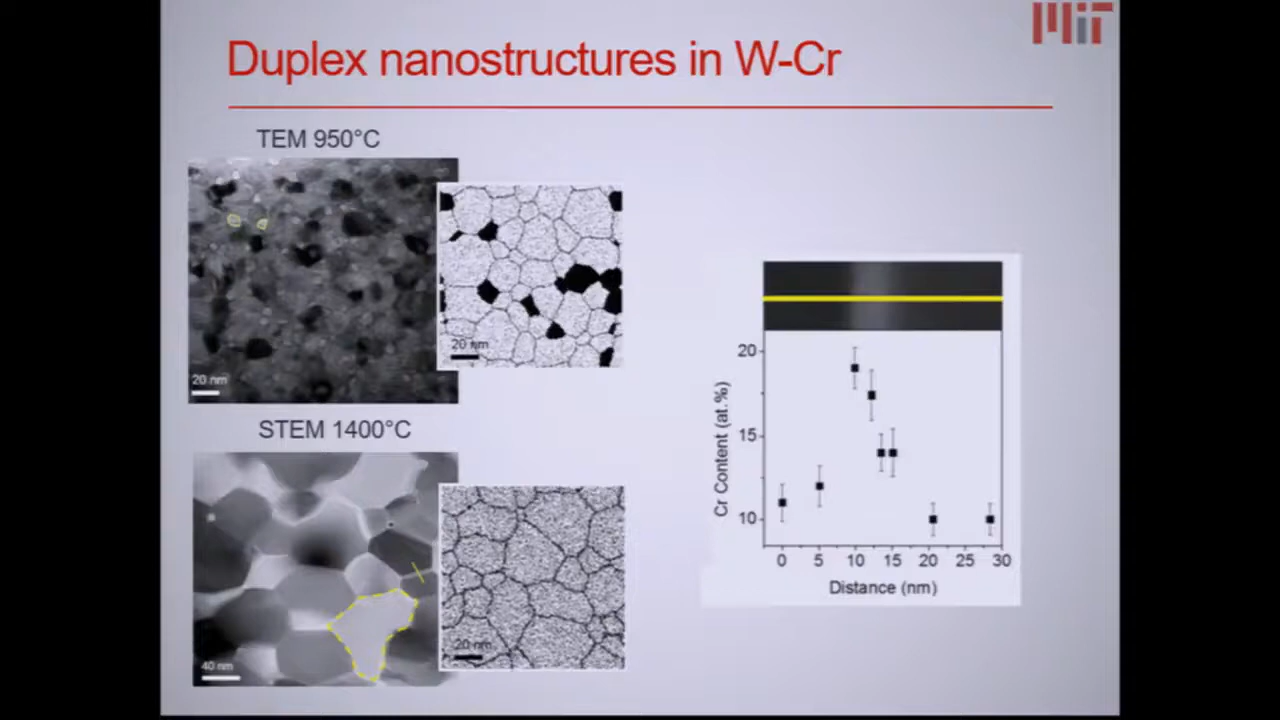 MIT
Duplex nanostructures in W-Cr
TEM 950°C
20 nm
20 nm
STEM 1400°C
40 nm
20 nm
Cr Content (at.%)
20
15
10
0 5 10 15 20 25 30
Distance (nm)